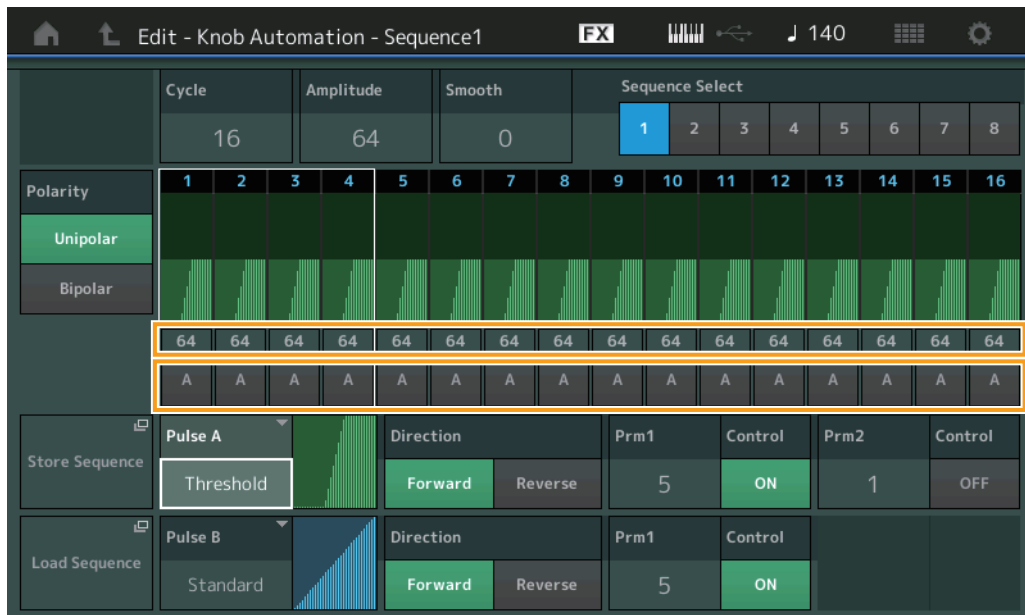 Edit - Knob Automation - Sequence1 FX 140
Cycle Amplitude Smooth Sequence Select
16 64 0 1 2 3 4 5 6 7 8
Polarity 1 2 3 4 5 6 7 8 9 10 11 12 13 14 15 16
Unipolar
Bipolar
64 64 64 64 64 64 64 64 64 64 64 64 64 64 64 64
A A A A A A A A A A A A A A A A
Store Sequence
Pulse A Direction Prm1 Control Prm2 Control
Threshold Forward Reverse 5 ON 1 OFF
Load Sequence
Pulse B Direction Prm1 Control
Standard Forward Reverse 5 ON